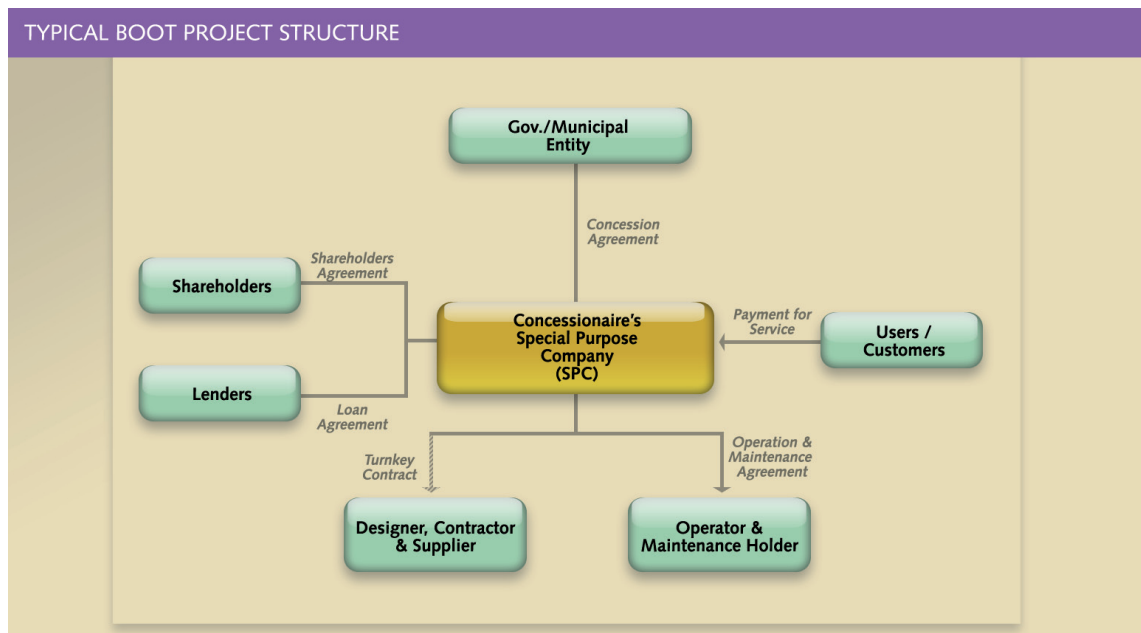 TYPICAL BOOT PROJECT STRUCTURE
Gov./Municipal
Entity
Concession
Agreement
Shareholders
Agreement
Shareholders
Concessionaire's
Special Purpose
Company
(SPC)
Payment for
Service
Users /
Customers
Lenders
Loan
Agreement
Turnkey
Contract
Operation &
Maintenance
Agreement
Designer, Contractor
& Supplier
Operator &
Maintenance Holder